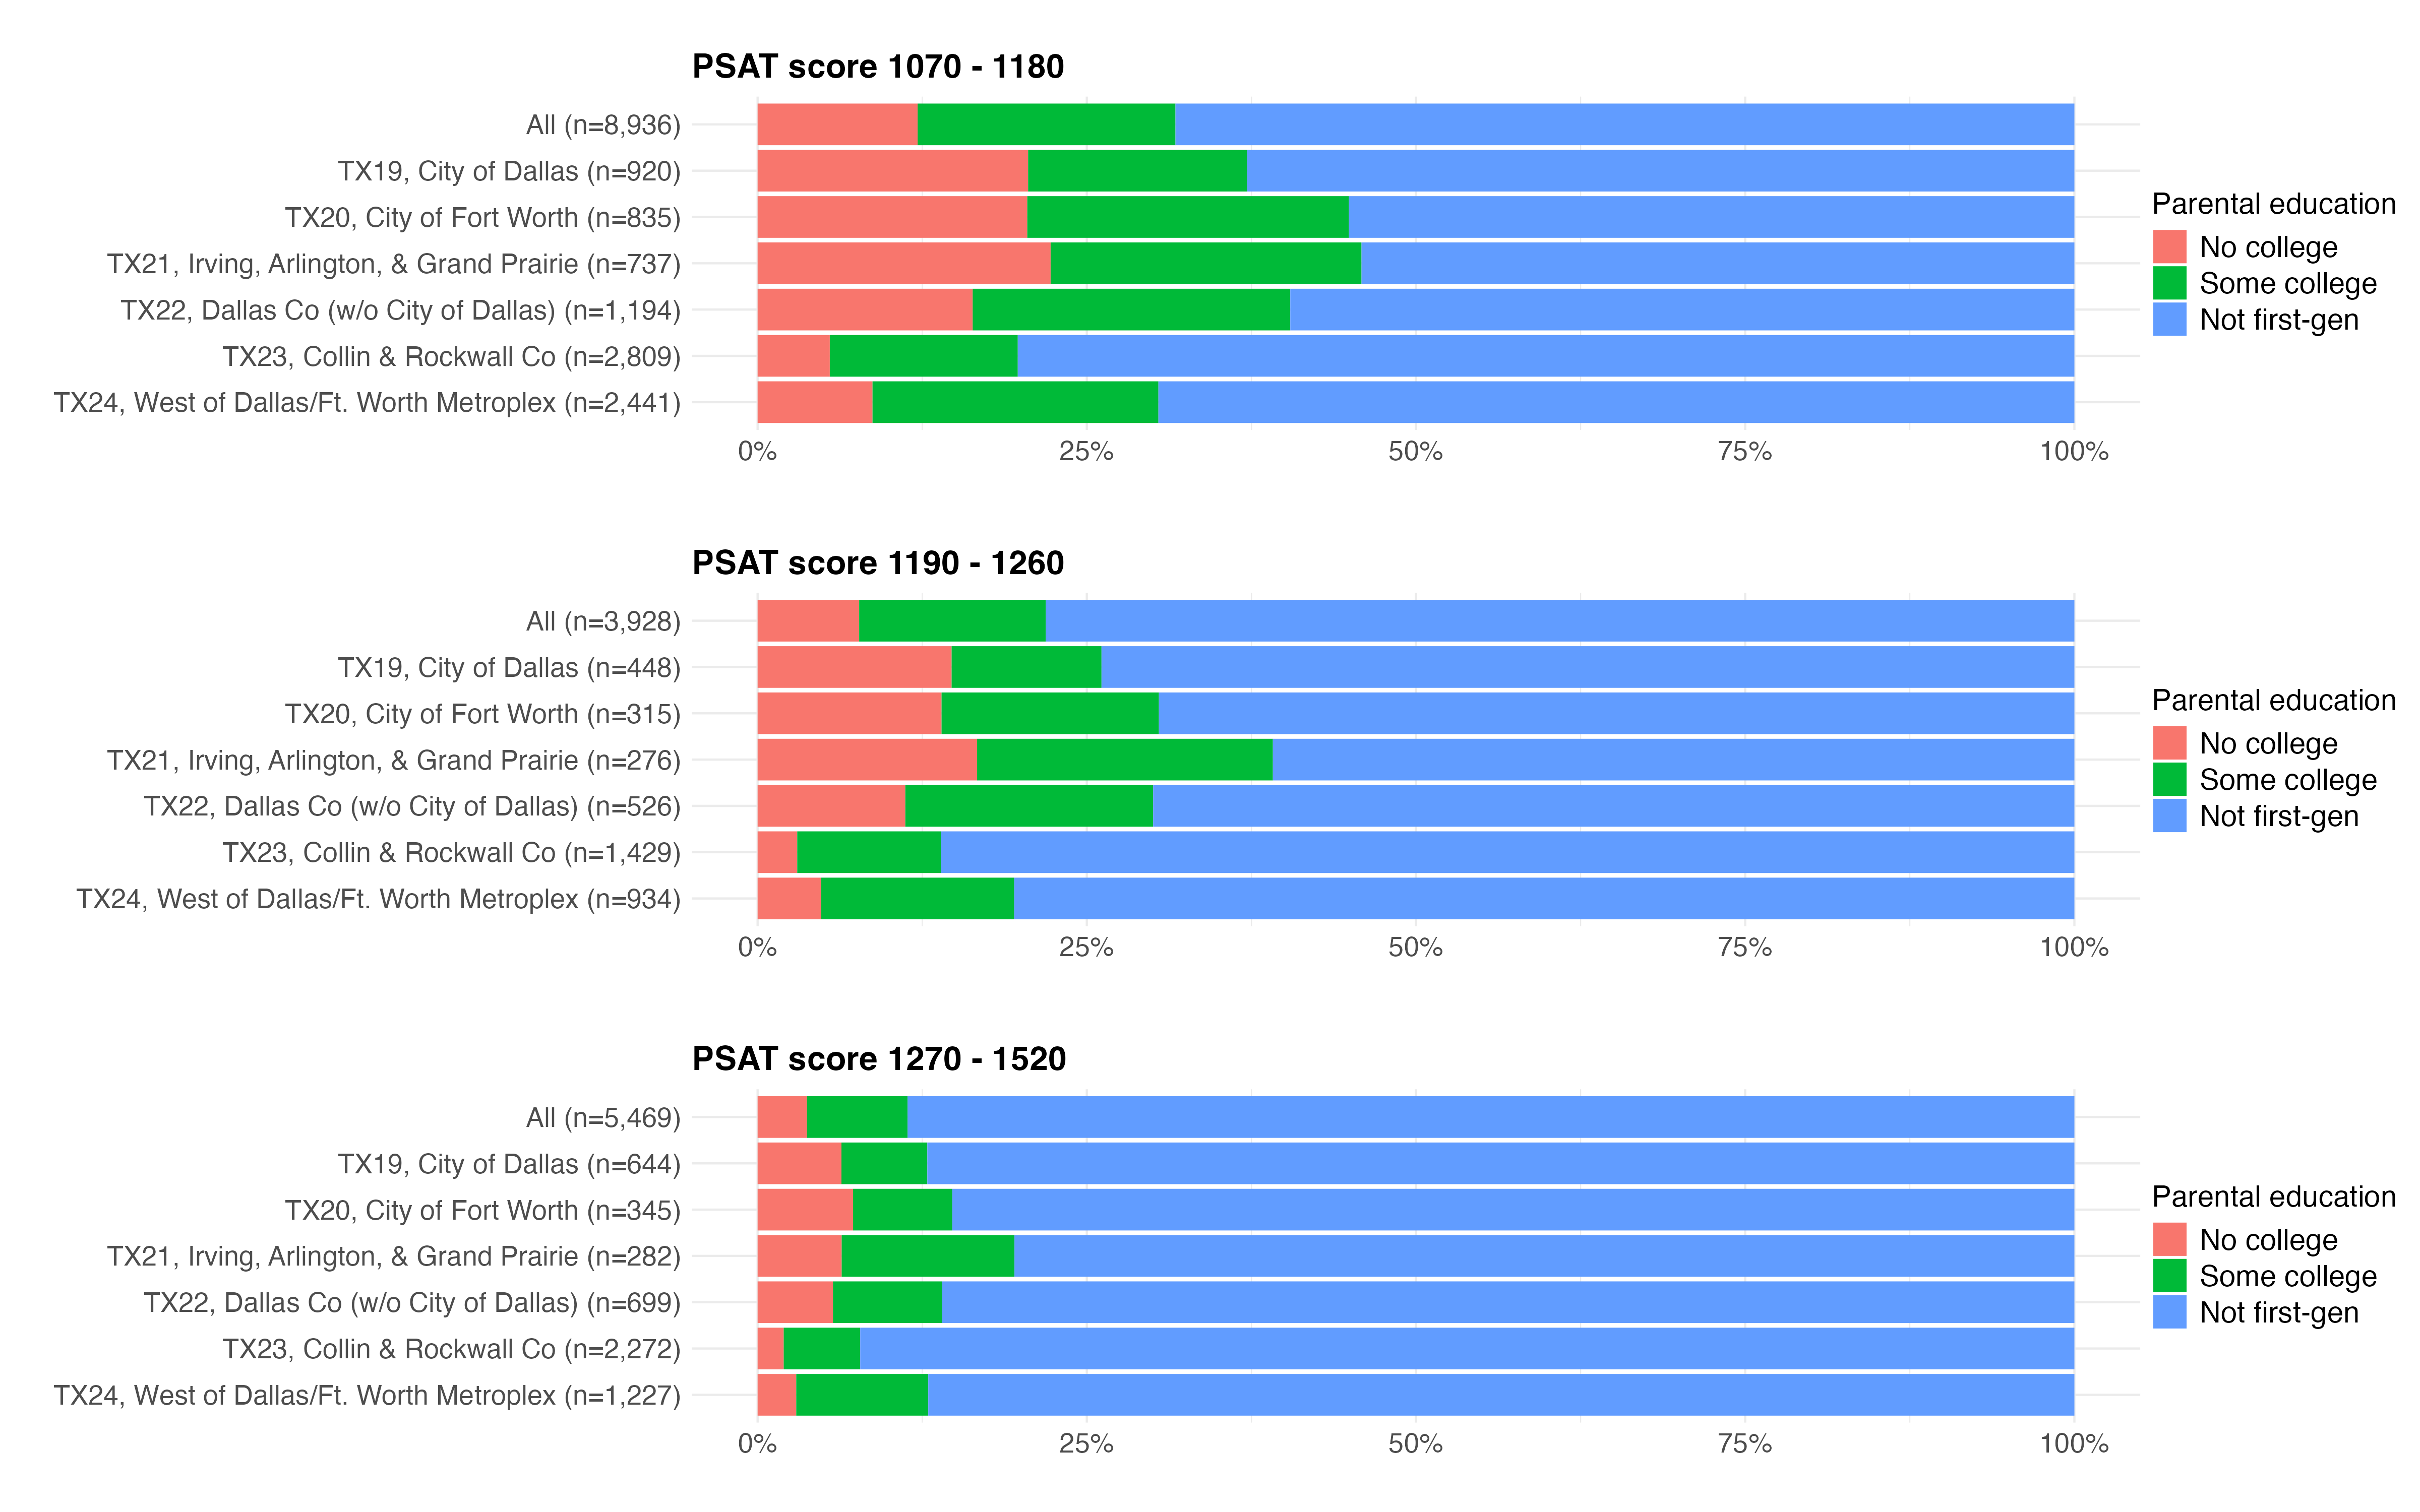 PSAT score 1070 - 1180
All (n=8,936)
TX19, City of Dallas (n=920)
TX20, City of Fort Worth (n=835)
TX21, Irving, Arlington, & Grand Prairie (n=737)
TX22, Dallas Co (w/o City of Dallas) (n=1,194)
TX23, Collin & Rockwall Co (n=2,809)
TX24, West of Dallas/Ft. Worth Metroplex (n=2,441)
0% 25% 50% 75% 100%
Parental education
No college
Some college
Not first-gen
PSAT score 1190 - 1260
All (n=3,928)
TX19, City of Dallas (n=448)
TX20, City of Fort Worth (n=315)
TX21, Irving, Arlington, & Grand Prairie (n=276)
TX22, Dallas Co (w/o City of Dallas) (n=526)
TX23, Collin & Rockwall Co (n=1,429)
TX24, West of Dallas/Ft. Worth Metroplex (n=934)
0% 25% 50% 75% 100%
Parental education
No college
Some college
Not first-gen
PSAT score 1270 - 1520
All (n=5,469)
TX19, City of Dallas (n=644)
TX20, City of Fort Worth (n=345)
TX21, Irving, Arlington, & Grand Prairie (n=282)
TX22, Dallas Co (w/o City of Dallas) (n=699)
TX23, Collin & Rockwall Co (n=2,272)
TX24, West of Dallas/Ft. Worth Metroplex (n=1,227)
0% 25% 50% 75% 100%
Parental education
No college
Some college
Not first-gen